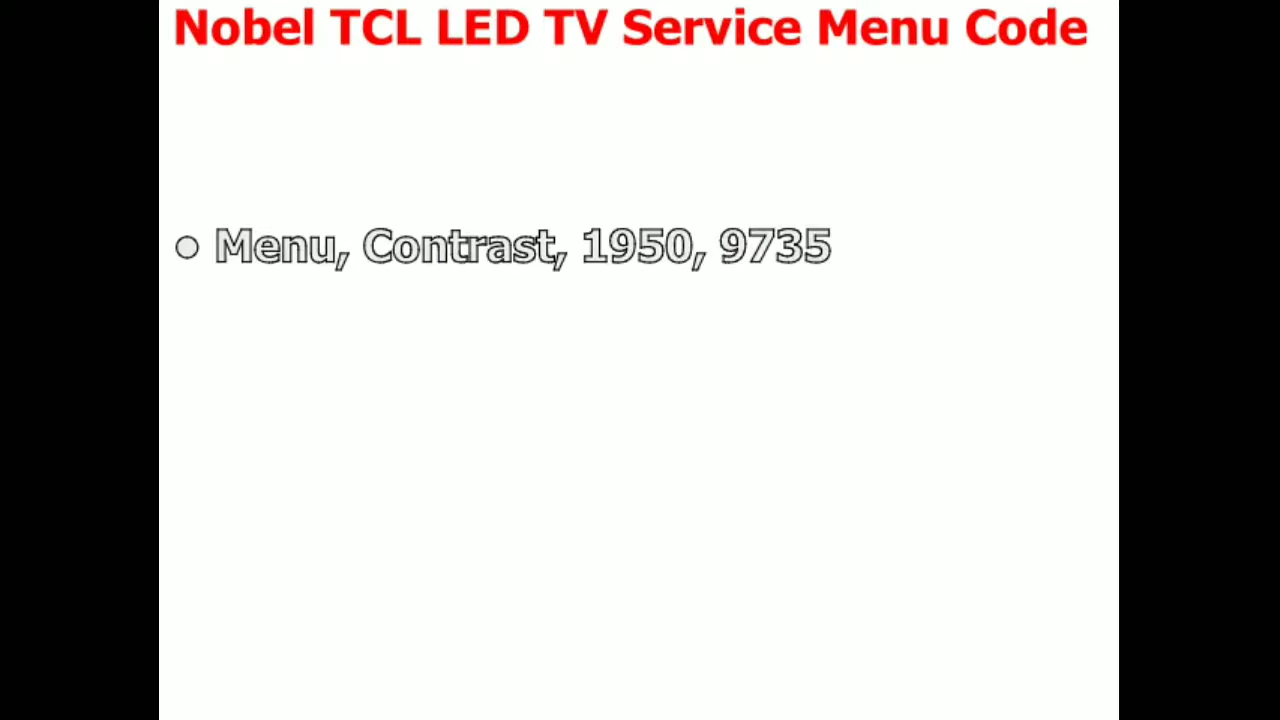 Nobel TCL LED TV Service Menu Code
● Menu, Contrast, 1950, 9735